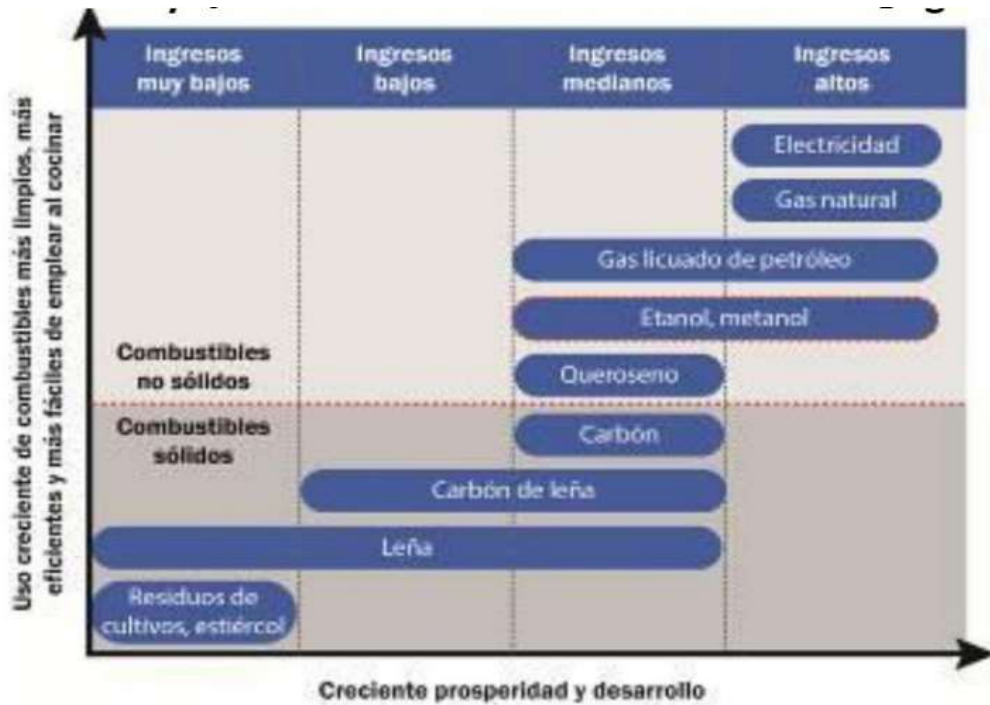 Ingresos
muy bajos
Ingresos
bajos
Ingresos
medianos
Ingresos
altos
Uso creciente de combustibles más limpios, más
eficientes y más fáciles de emplear al cocinar
Electricidad
Gas natural
Gas licuado de petróleo
Etanol, metanol
Combustibles
no sólidos
Queroseno
Combustibles
sólidos
Carbón
Carbón de leña
Leña
Residuos de
cultivos, estiércol
Creciente prosperidad y desarrollo